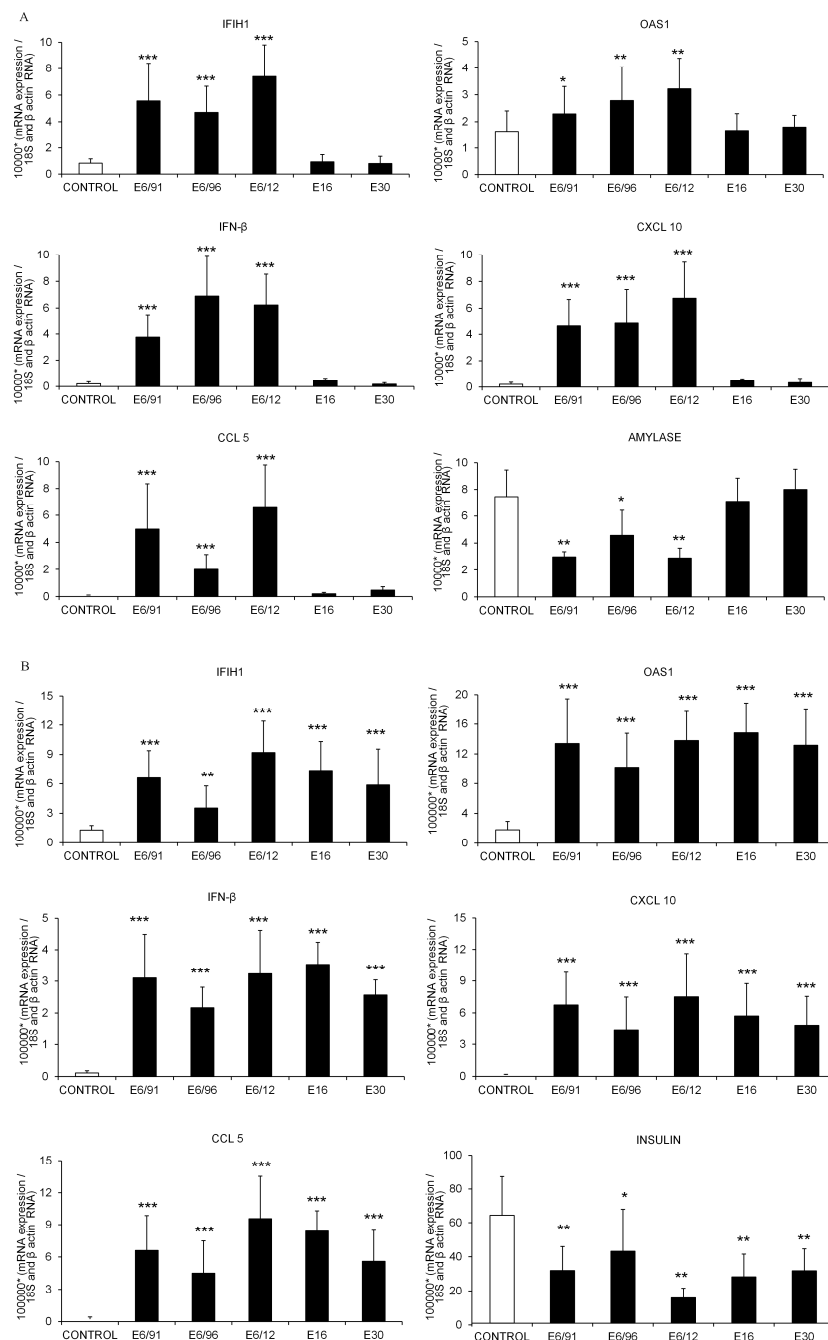 A
IFIH1
10000* (mRNA expression /
18S and β actin RNA)
10
8
6
4
2
0
*** *** ***
CONTROL E6/91 E6/96 E6/12 E16 E30
OAS1
10000* (mRNA expression /
18S and β actin RNA)
5
4
3
2
1
0
* ** **
CONTROL E6/91 E6/96 E6/12 E16 E30
IFN-β
10000* (mRNA expression /
18S and β actin RNA)
10
8
6
4
2
0
*** *** ***
CONTROL E6/91 E6/96 E6/12 E16 E30
CXCL 10
10000* (mRNA expression /
18S and β actin RNA)
10
8
6
4
2
0
*** *** ***
CONTROL E6/91 E6/96 E6/12 E16 E30
CCL 5
10000* (mRNA expression /
18S and β actin RNA)
10
8
6
4
2
0
*** *** ***
CONTROL E6/91 E6/96 E6/12 E16 E30
AMYLASE
10000* (mRNA expression /
18S and β actin RNA)
10
8
6
4
2
0
** * **
CONTROL E6/91 E6/96 E6/12 E16 E30
B
IFIH1
100000* (mRNA expression /
18S and β actin RNA)
15
12
9
6
3
0
*** ** *** *** ***
CONTROL E6/91 E6/96 E6/12 E16 E30
OAS1
100000* (mRNA expression /
18S and β actin RNA)
20
16
12
8
4
0
*** *** *** *** ***
CONTROL E6/91 E6/96 E6/12 E16 E30
IFN-β
100000* (mRNA expression /
18S and β actin RNA)
5
4
3
2
1
0
*** *** *** *** ***
CONTROL E6/91 E6/96 E6/12 E16 E30
CXCL 10
100000* (mRNA expression /
18S and β actin RNA)
15
12
9
6
3
0
*** *** *** *** ***
CONTROL E6/91 E6/96 E6/12 E16 E30
CCL 5
100000* (mRNA expression /
18S and β actin RNA)
15
12
9
6
3
0
*** *** *** *** ***
CONTROL E6/91 E6/96 E6/12 E16 E30
INSULIN
100000* (mRNA expression /
18S and β actin RNA)
100
80
60
40
20
0
** * ** ** **
CONTROL E6/91 E6/96 E6/12 E16 E30